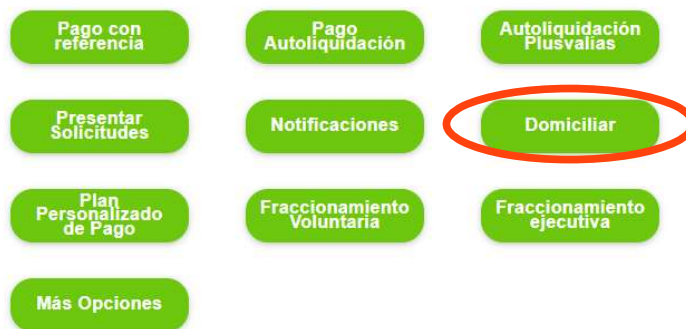 Pago con
referencia
Pago
Autoliquidación
Autoliquidación
Plusvalías
Presentar
Solicitudes
Notificaciones
Domiciliar
Plan
Personalizado
de Pago
Fraccionamiento
Voluntaria
Fraccionamiento
ejecutiva
Más Opciones